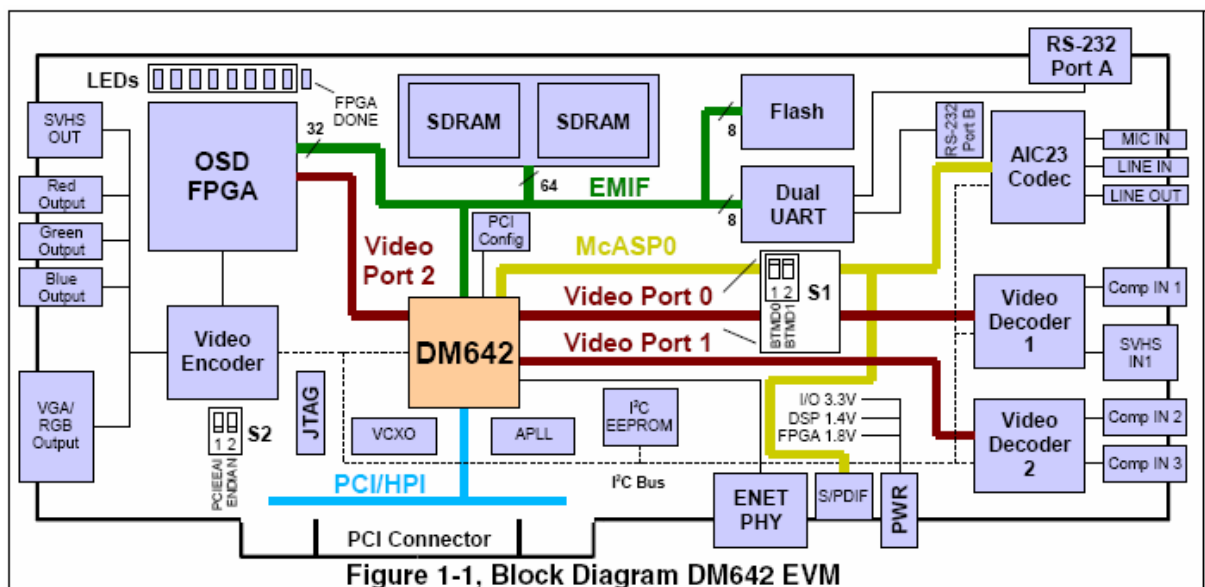 RS-232
Port A
LEDs
FPGA
DONE
SVHS
OUT
OSD
FPGA
32
SDRAM
SDRAM
64
EMIF
8
Flash
8
Dual
UART
RS-232
Port B
AIC23
Codec
MIC IN
LINE IN
LINE OUT
Red
Output
Green
Output
Blue
Output
PCI
Config
McASP0
Video
Port 2
Video Port 0
1 2
BTMD0
BTMD1
S1
Video Port 1
DM642
Video
Encoder
Video
Decoder
1
Comp IN 1
SVHS
IN1
VGA/
RGB
Output
1 2
S2
PCIEEAI
ENDIAN
JTAG
VCXO
APLL
I²C
EEPROM
I/O 3.3V
DSP 1.4V
FPGA 1.8V
Video
Decoder
2
Comp IN 2
Comp IN 3
PCI/HPI
I²C Bus
ENET
PHY
S/PDIF
PWR
PCI Connector
Figure 1-1, Block Diagram DM642 EVM